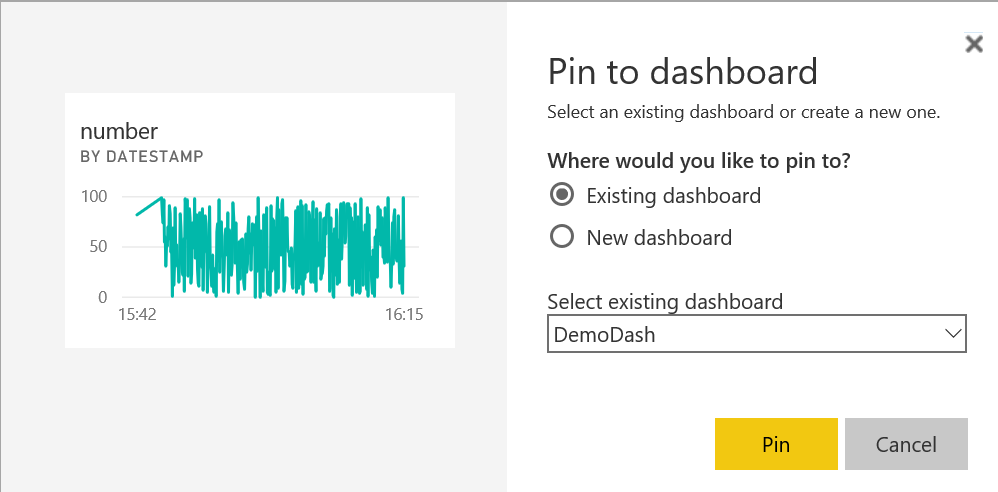 number
BY DATESTAMP
100
50
0
15:42 16:15
Pin to dashboard
Select an existing dashboard or create a new one.
Where would you like to pin to?
Existing dashboard
New dashboard
Select existing dashboard
DemoDash
Pin Cancel